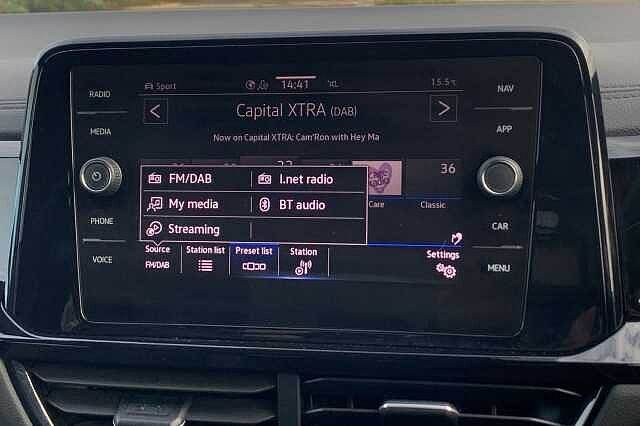 RADIO
MEDIA
PHONE
VOICE
Sport
14:41
15.5°C
Capital XTRA (DAB)
Now on Capital XTRA: Cam'Ron with Hey Ma
36
Care
Classic
FM/DAB
I.net radio
My media
BT audio
Streaming
Source
FM/DAB
Station list
Preset list
Station
Settings
NAV
APP
CAR
MENU